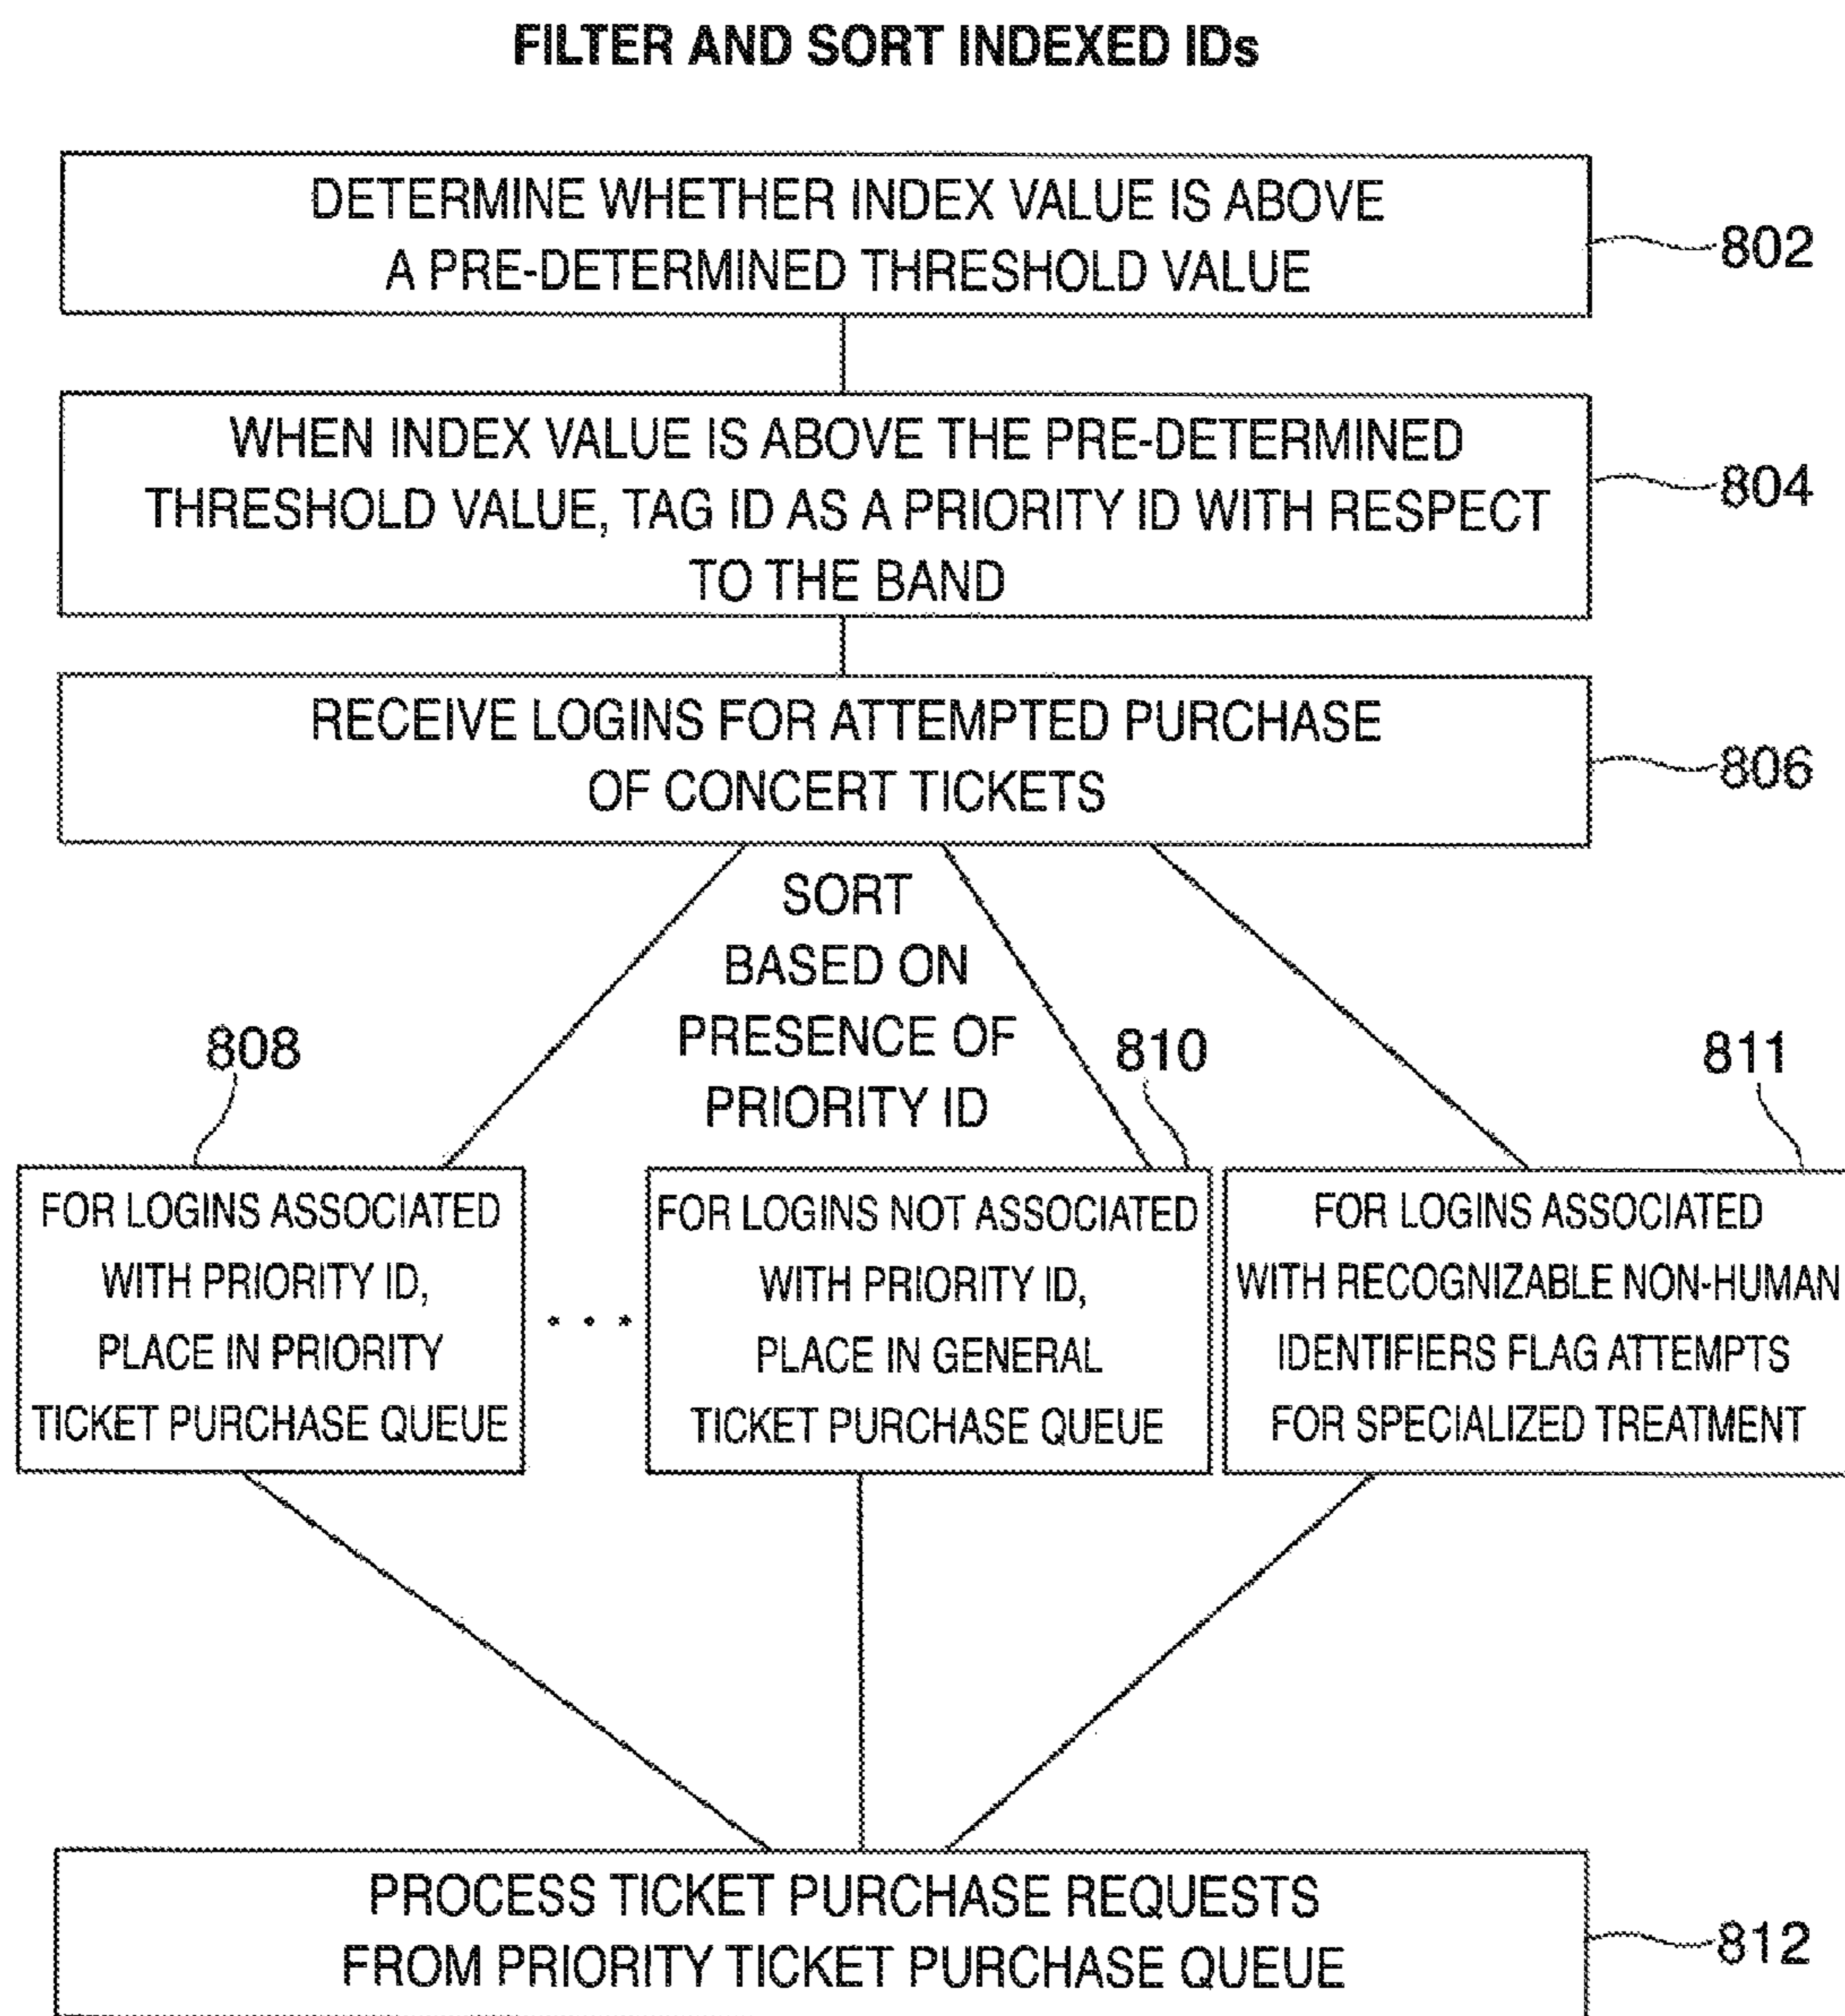 FILTER AND SORT INDEXED IDs
DETERMINE WHETHER INDEX VALUE IS ABOVE
A PRE-DETERMINED THRESHOLD VALUE
802
WHEN INDEX VALUE IS ABOVE THE PRE-DETERMINED
THRESHOLD VALUE, TAG ID AS A PRIORITY ID WITH RESPECT
TO THE BAND
804
RECEIVE LOGINS FOR ATTEMPTED PURCHASE
OF CONCERT TICKETS
806
SORT
BASED ON
PRESENCE OF
PRIORITY ID
808
FOR LOGINS ASSOCIATED
WITH PRIORITY ID,
PLACE IN PRIORITY
TICKET PURCHASE QUEUE
. . .
810
FOR LOGINS NOT ASSOCIATED
WITH PRIORITY ID,
PLACE IN GENERAL
TICKET PURCHASE QUEUE
811
FOR LOGINS ASSOCIATED
WITH RECOGNIZABLE NON-HUMAN
IDENTIFIERS FLAG ATTEMPTS
FOR SPECIALIZED TREATMENT
PROCESS TICKET PURCHASE REQUESTS
FROM PRIORITY TICKET PURCHASE QUEUE
812